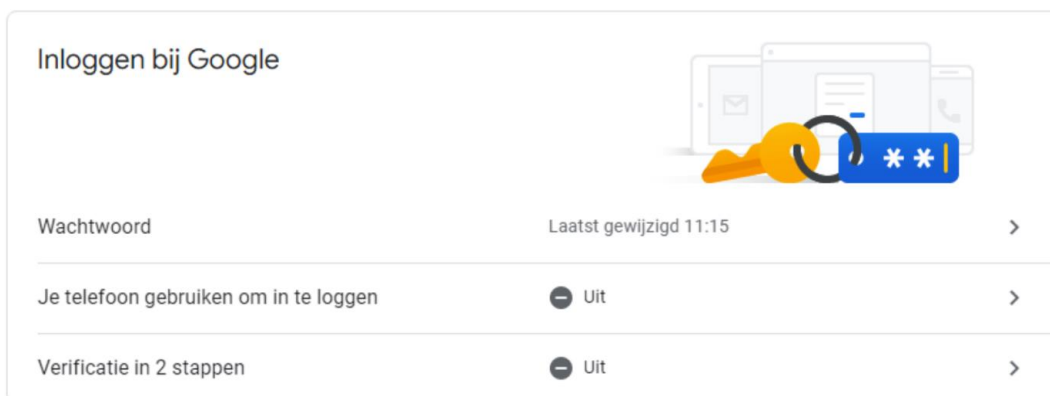 Inloggen bij Google
**
Wachtwoord Laatst gewijzigd 11:15
Je telefoon gebruiken om in te loggen Uit
Verificatie in 2 stappen Uit